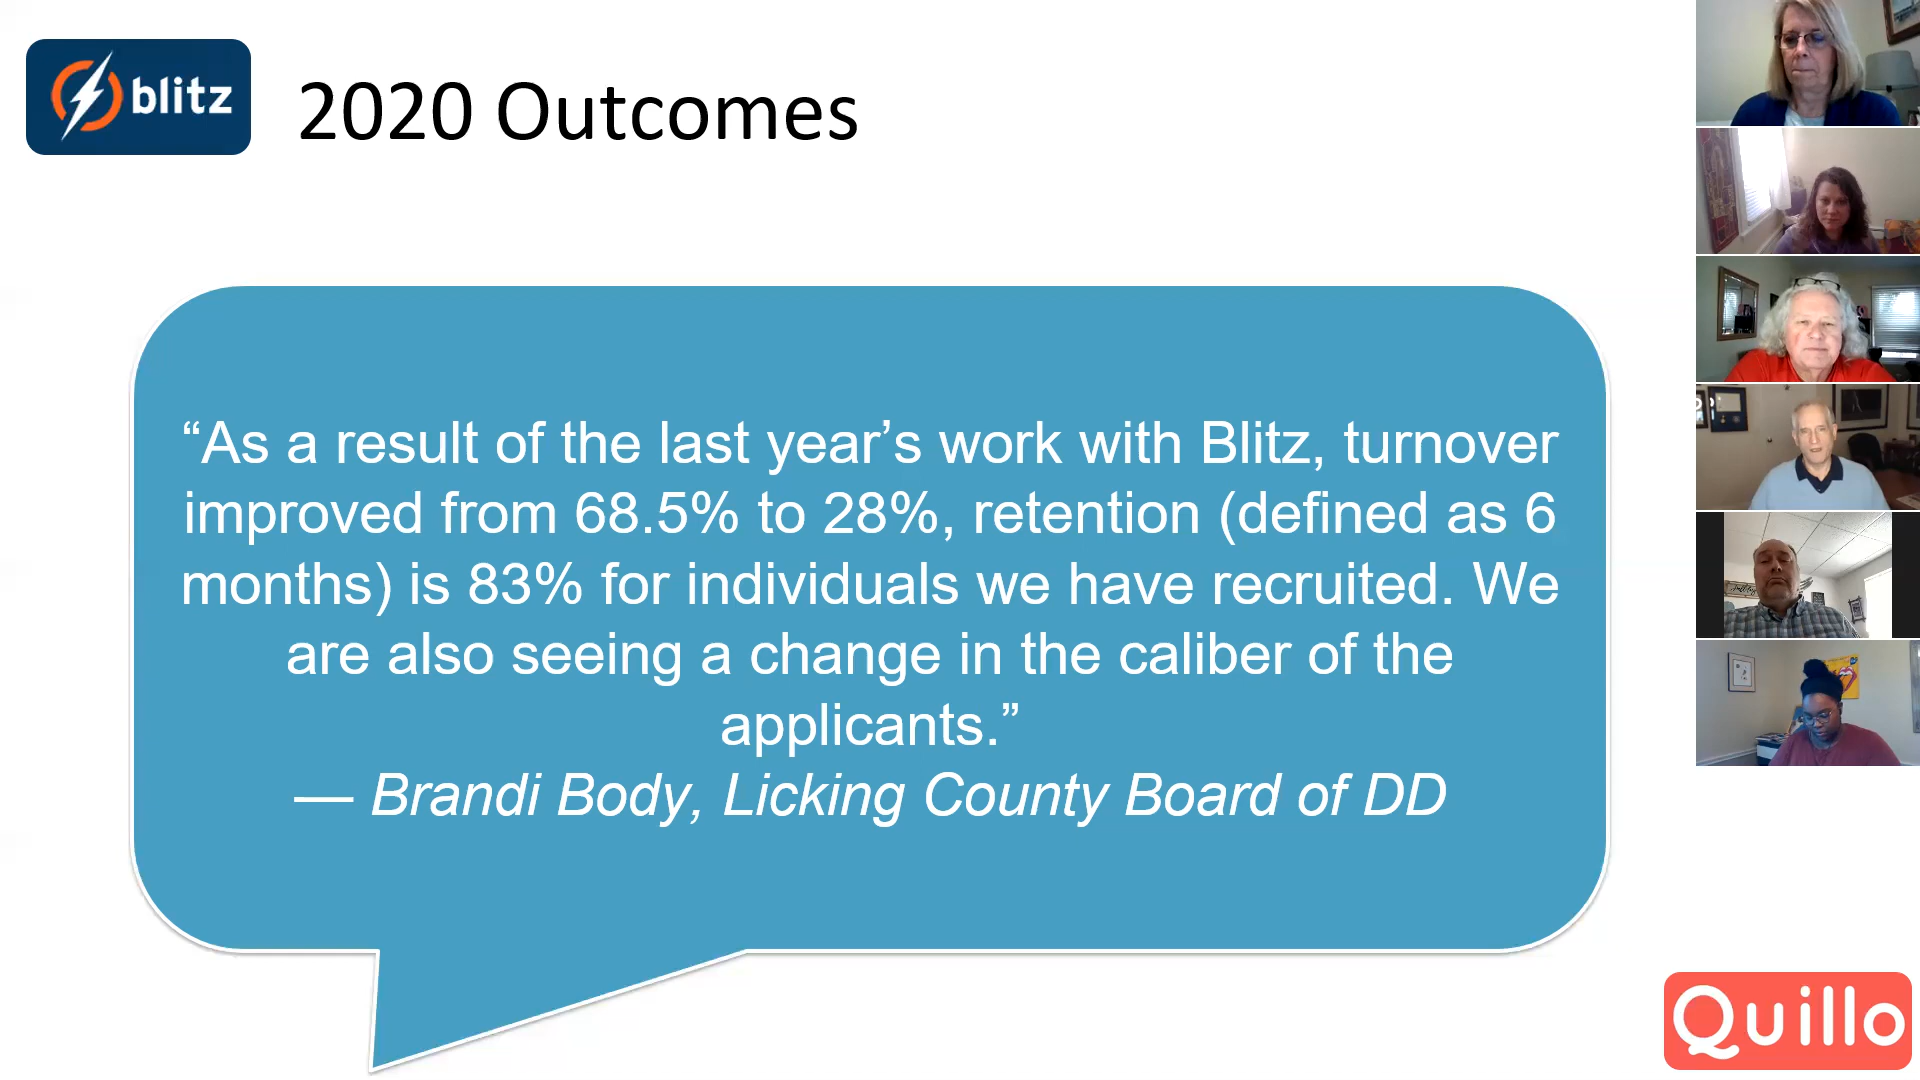 blitz
2020 Outcomes
“As a result of the last year’s work with Blitz, turnover
improved from 68.5% to 28%, retention (defined as 6
months) is 83% for individuals we have recruited. We
are also seeing a change in the caliber of the
applicants.”
— Brandi Body, Licking County Board of DD
Quillo